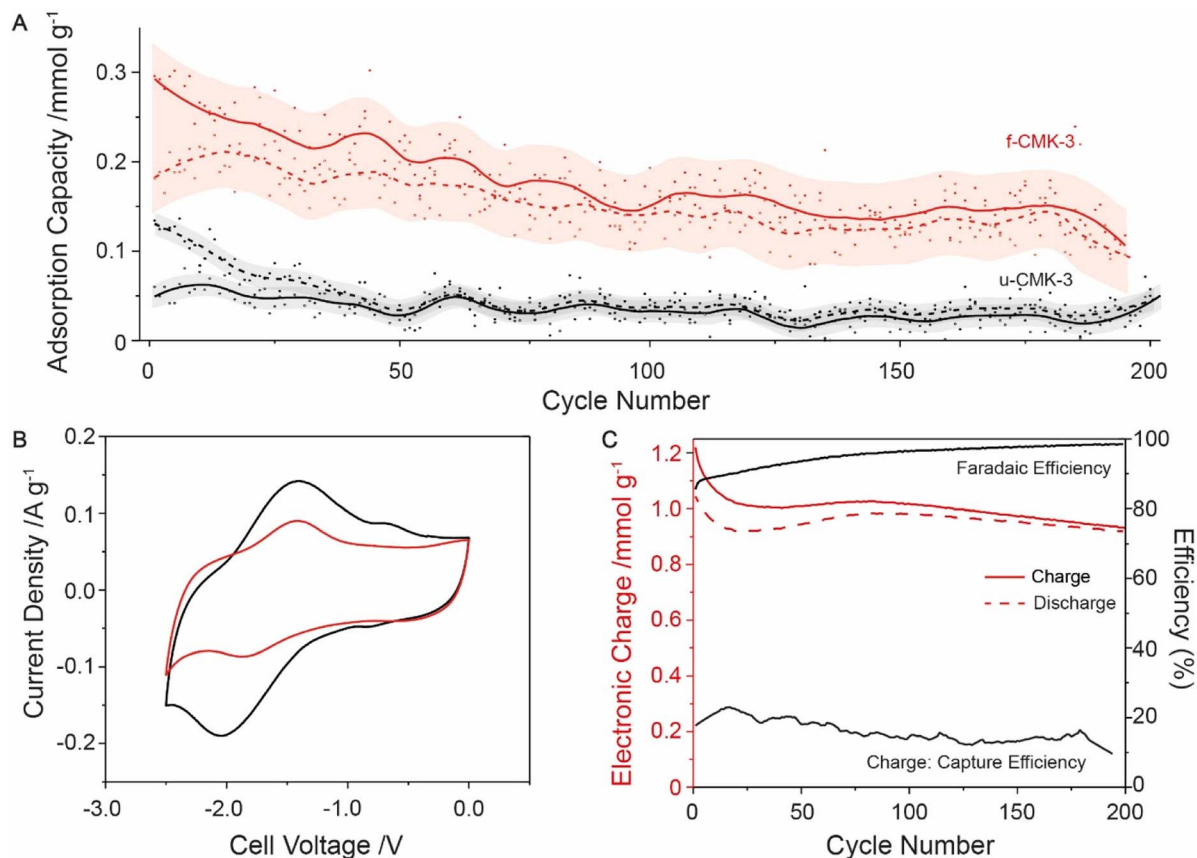 A
Adsorption Capacity /mmol g⁻¹
0.3
0.2
0.1
0
f-CMK-3
u-CMK-3
0 50 100 150 200
Cycle Number
B
Current Density /A g⁻¹
0.2
0.1
0.0
-0.1
-0.2
-3.0 -2.0 -1.0 0.0
Cell Voltage /V
C
Electronic Charge /mmol g⁻¹
1.2
1.0
0.8
0.6
0.4
0.2
0
Faradaic Efficiency
Charge
Discharge
Charge: Capture Efficiency
100
80
60
40
20
0
Efficiency (%)
0 50 100 150 200
Cycle Number